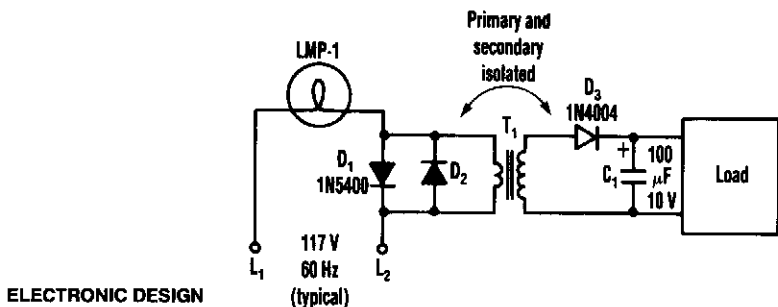 Primary and
secondary
isolated
LMP-1
D3
1N4004
T1
D1
1N5400
D2
+
C1
100
µF
10 V
Load
L1
117 V
60 Hz
(typical)
L2
ELECTRONIC DESIGN